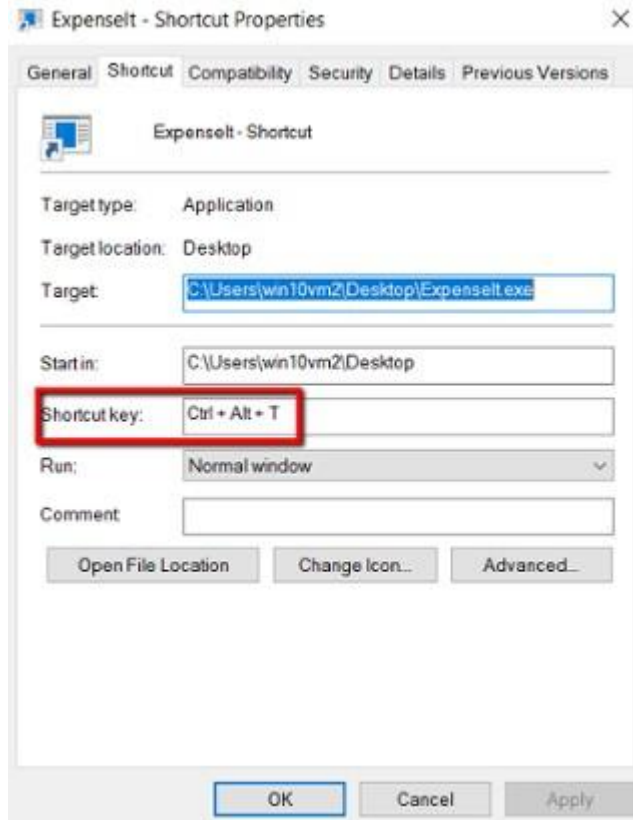 ExpenseIt - Shortcut Properties
General Shortcut Compatibility Security Details Previous Versions
ExpenseIt - Shortcut
Target type: Application
Target location: Desktop
Target: C:\Users\win10vm2\Desktop\ExpenseIt.exe
Start in: C:\Users\win10vm2\Desktop
Shortcut key: Ctrl + Alt + T
Run: Normal window
Comment
Open File Location Change Icon... Advanced...
OK Cancel Apply